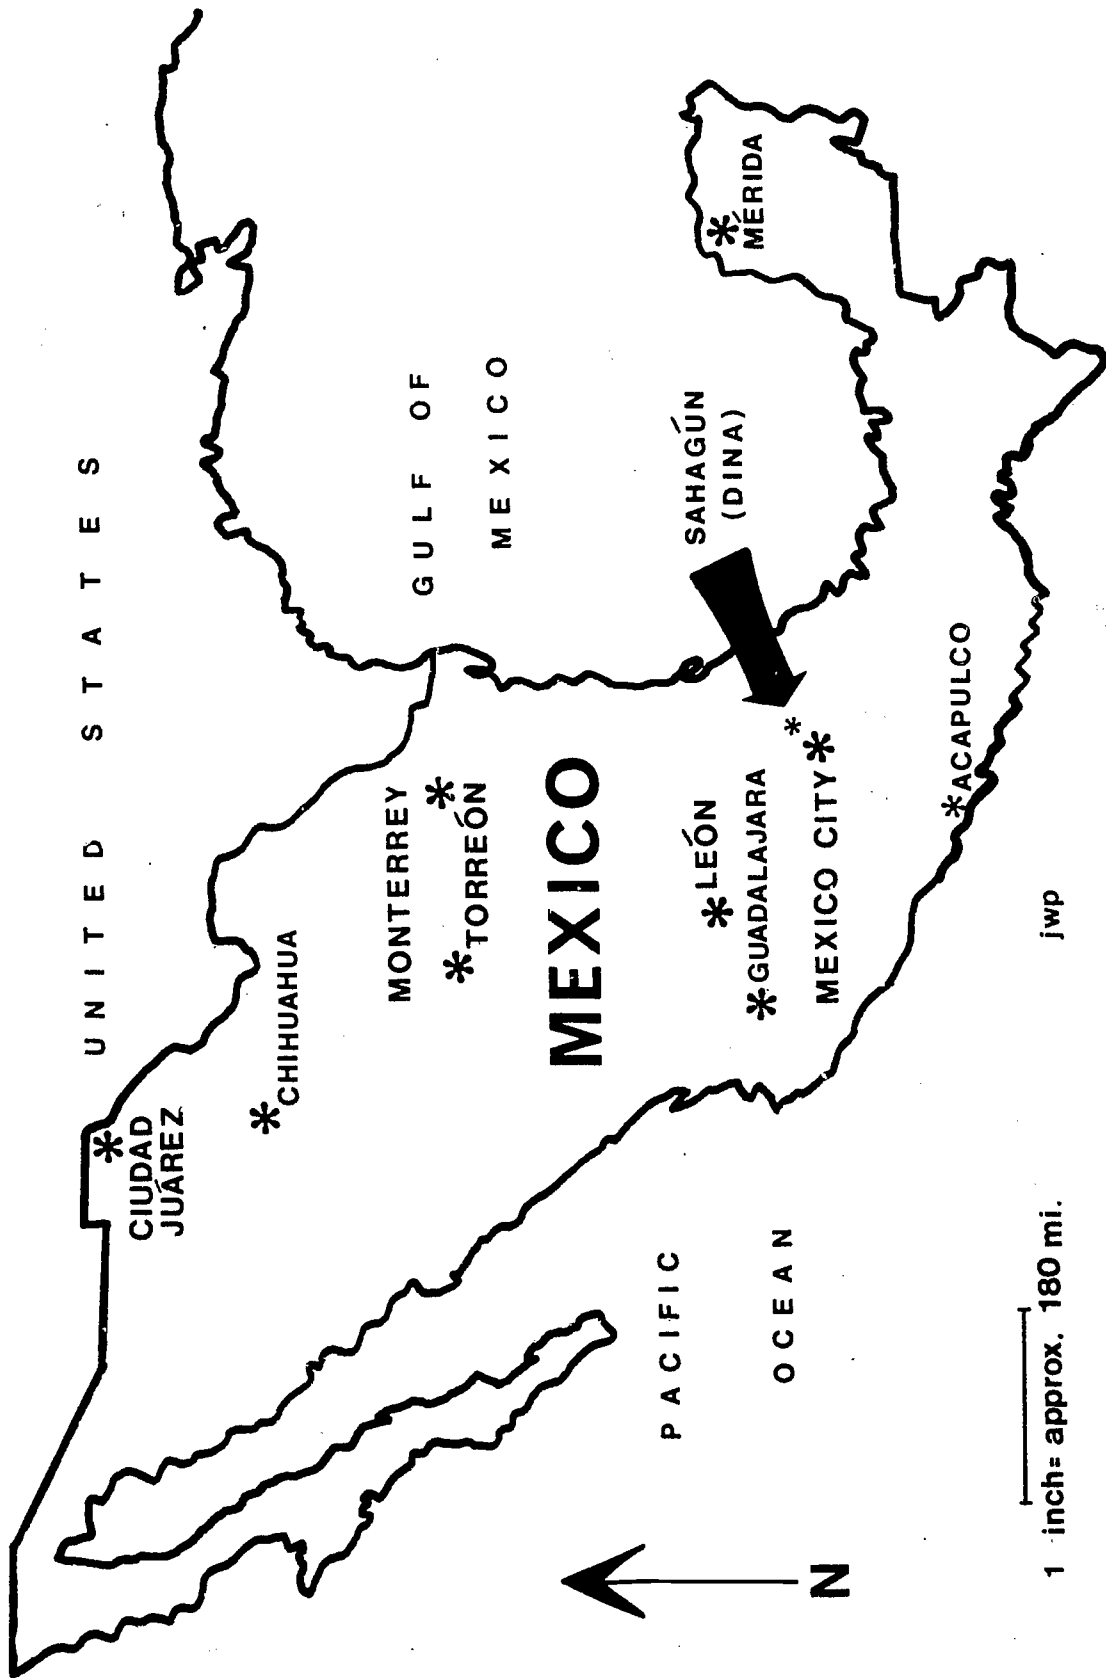 UNITED STATES
CIUDAD
JUÁREZ
CHIHUAHUA
MONTERREY
TORREÓN
GULF OF
MEXICO
MEXICO
SAHAGÚN
(DINA)
MÉRIDA
LEÓN
GUADALAJARA
MEXICO CITY
ACAPULCO
PACIFIC
OCEAN
N
jwp
1 inch= approx. 180 mi.